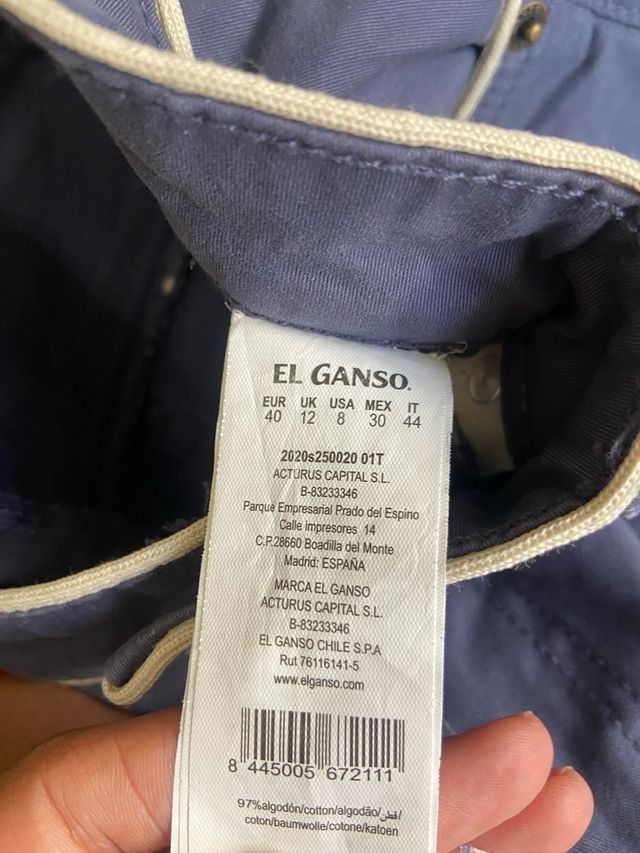 EL GANSO.
EUR UK USA MEX IT
40 12 8 30 44
2020s250020 01T
ACTURUS CAPITAL S.L.
B-83233346
Parque Empresarial Prado del Espino
Calle impresores 14
C.P.28660 Boadilla del Monte
Madrid: ESPAÑA
MARCA EL GANSO
ACTURUS CAPITAL S.L.
B-83233346
EL GANSO CHILE S.P.A
Rut 76116141-5
www.elganso.com
8 445005 672111
97%algodón/cotton/algodão/قطن/
coton/baumwolle/cotone/katoen